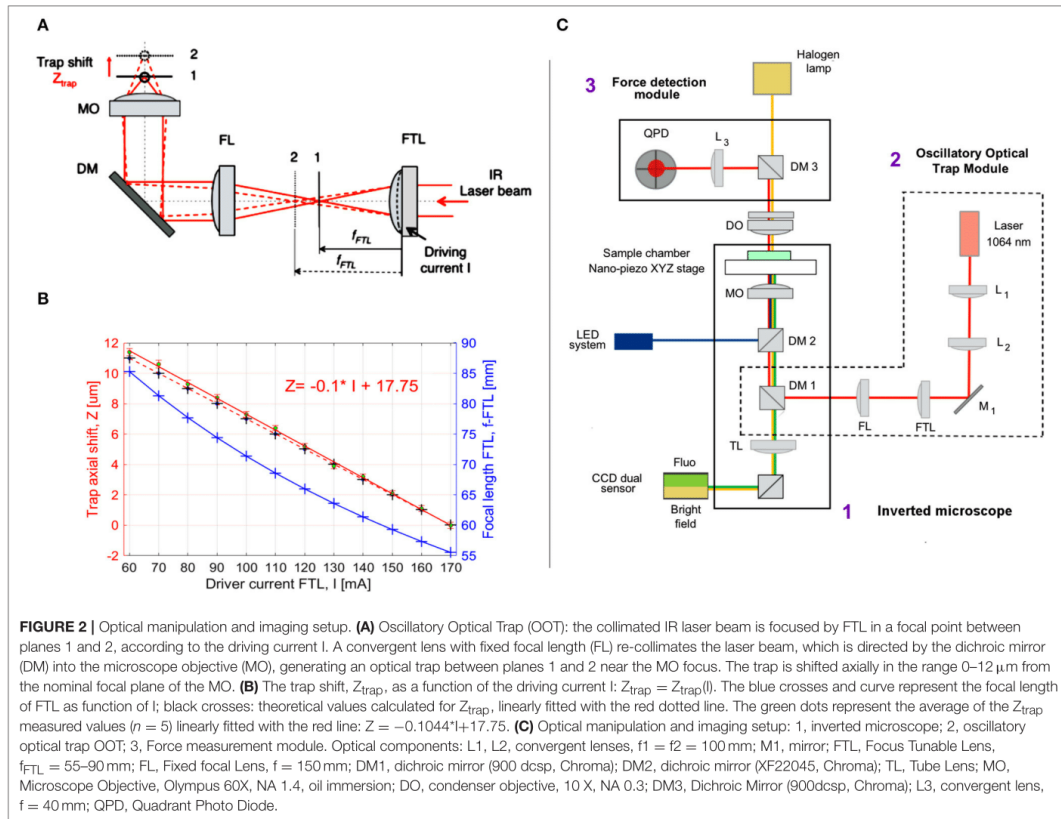 A
2
Trap shift
Z_trap
1
MO
FL
FTL
DM
2 1
IR
Laser beam
f_FTL
f_FTL
Driving
current I
B
Trap axial shift, Z [um]
12
10
8
6
4
2
0
-2
Z= -0.1* I + 17.75
90
85
80
75
70
65
60
55
Focal length FTL, f-FTL [mm]
60 70 80 90 100 110 120 130 140 150 160 170
Driver current FTL, I [mA]
C
Halogen
lamp
3 Force detection
module
QPD
L3
DM 3
2 Oscillatory Optical
Trap Module
DO
Laser
1064 nm
Sample chamber
Nano-piezo XYZ stage
MO
L1
LED
system
DM 2
L2
DM 1
M1
FL
FTL
TL
Fluo
CCD dual
sensor
Bright
field
1 Inverted microscope
FIGURE 2 | Optical manipulation and imaging setup. (A) Oscillatory Optical Trap (OOT): the collimated IR laser beam is focused by FTL in a focal point between
planes 1 and 2, according to the driving current I. A convergent lens with fixed focal length (FL) re-collimates the laser beam, which is directed by the dichroic mirror
(DM) into the microscope objective (MO), generating an optical trap between planes 1 and 2 near the MO focus. The trap is shifted axially in the range 0–12 μm from
the nominal focal plane of the MO. (B) The trap shift, Z_trap, as a function of the driving current I: Z_trap = Z_trap(I). The blue crosses and curve represent the focal length
of FTL as function of I; black crosses: theoretical values calculated for Z_trap, linearly fitted with the red dotted line. The green dots represent the average of the Z_trap
measured values (n = 5) linearly fitted with the red line: Z = −0.1044*I+17.75. (C) Optical manipulation and imaging setup: 1, inverted microscope; 2, oscillatory
optical trap OOT; 3, Force measurement module. Optical components: L1, L2, convergent lenses, f1 = f2 = 100 mm; M1, mirror; FTL, Focus Tunable Lens,
f_FTL = 55–90 mm; FL, Fixed focal Lens, f = 150 mm; DM1, dichroic mirror (900 dcsp, Chroma); DM2, dichroic mirror (XF22045, Chroma); TL, Tube Lens; MO,
Microscope Objective, Olympus 60X, NA 1.4, oil immersion; DO, condenser objective, 10 X, NA 0.3; DM3, Dichroic Mirror (900dcsp, Chroma); L3, convergent lens,
f = 40 mm; QPD, Quadrant Photo Diode.